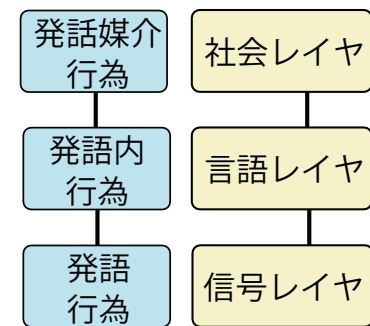 発話媒介
行為
社会レイヤ
発語内
行為
言語レイヤ
発語
行為
信号レイヤ